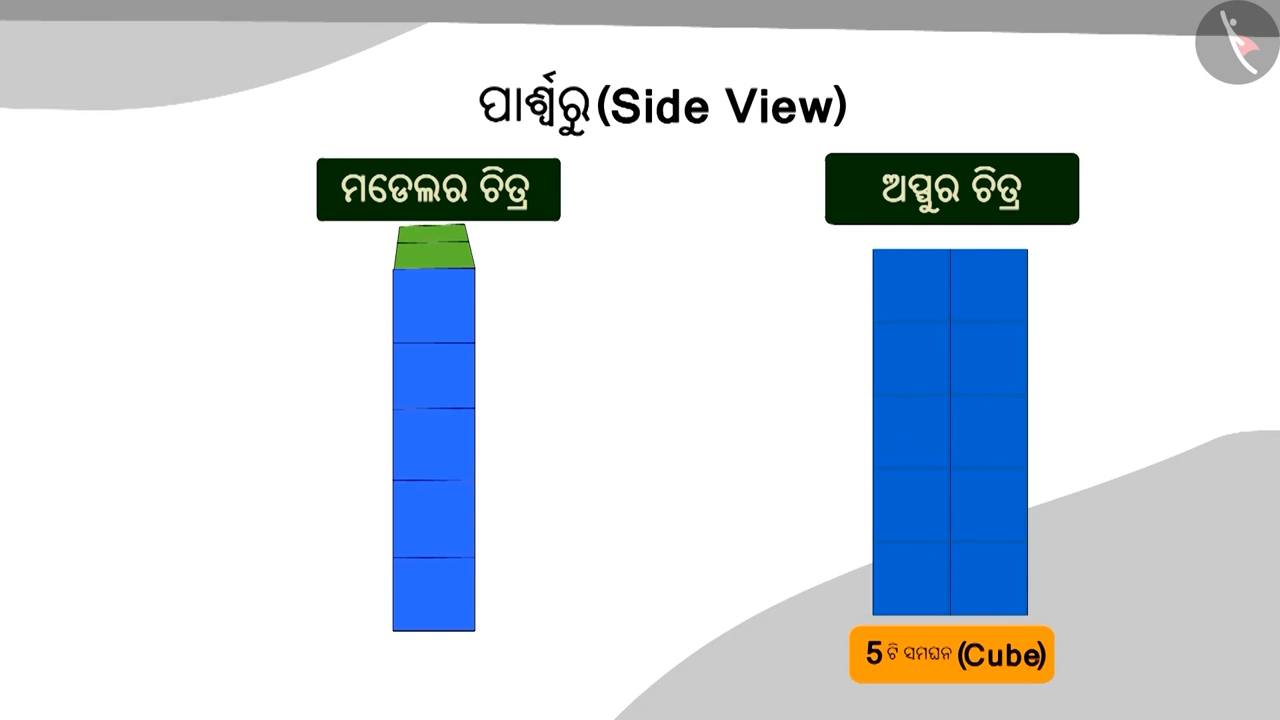 ପାର୍ଶ୍ୱରୁ(Side View)
ମଡେଲର ଚିତ୍ର
ଅପ୍ପୁର ଚିତ୍ର
5 ଟି ସମଘନ (Cube)